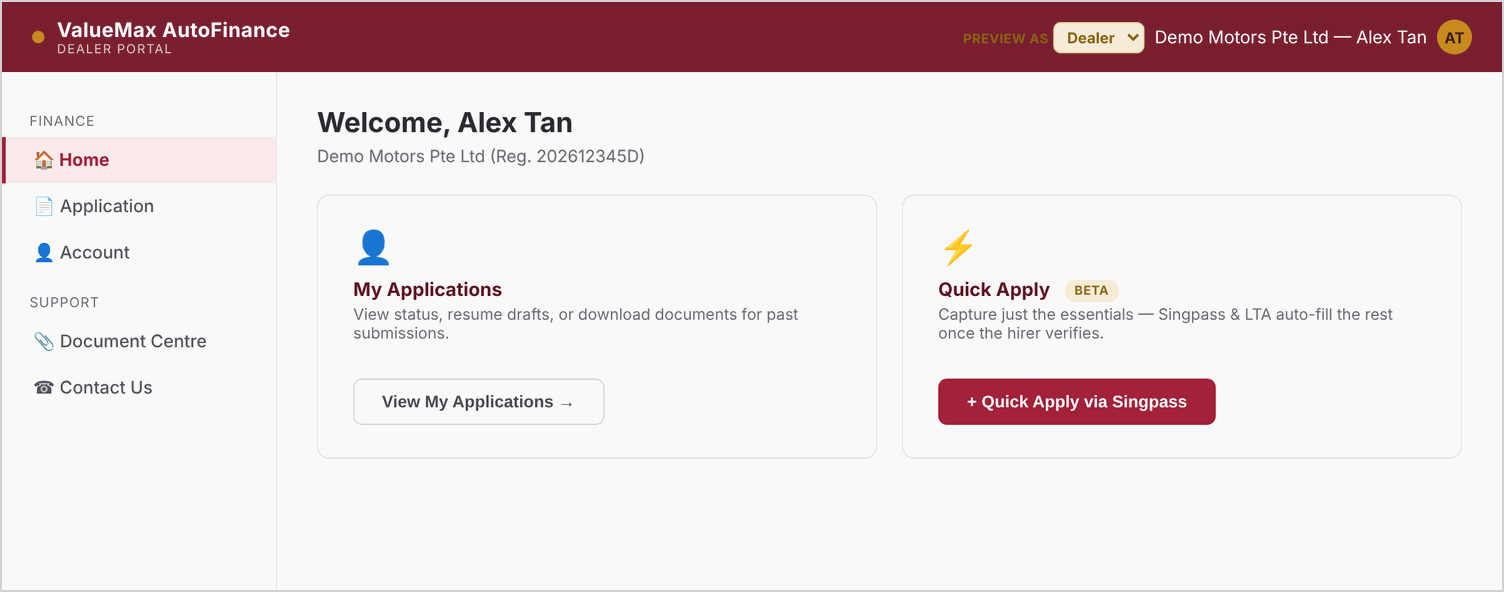 ValueMax AutoFinance
DEALER PORTAL
PREVIEW AS Dealer Demo Motors Pte Ltd — Alex Tan AT
FINANCE
Home
Application
Account
SUPPORT
Document Centre
Contact Us
Welcome, Alex Tan
Demo Motors Pte Ltd (Reg. 202612345D)
My Applications
View status, resume drafts, or download documents for past
submissions.
View My Applications →
Quick Apply BETA
Capture just the essentials — Singpass & LTA auto-fill the rest
once the hirer verifies.
+ Quick Apply via Singpass